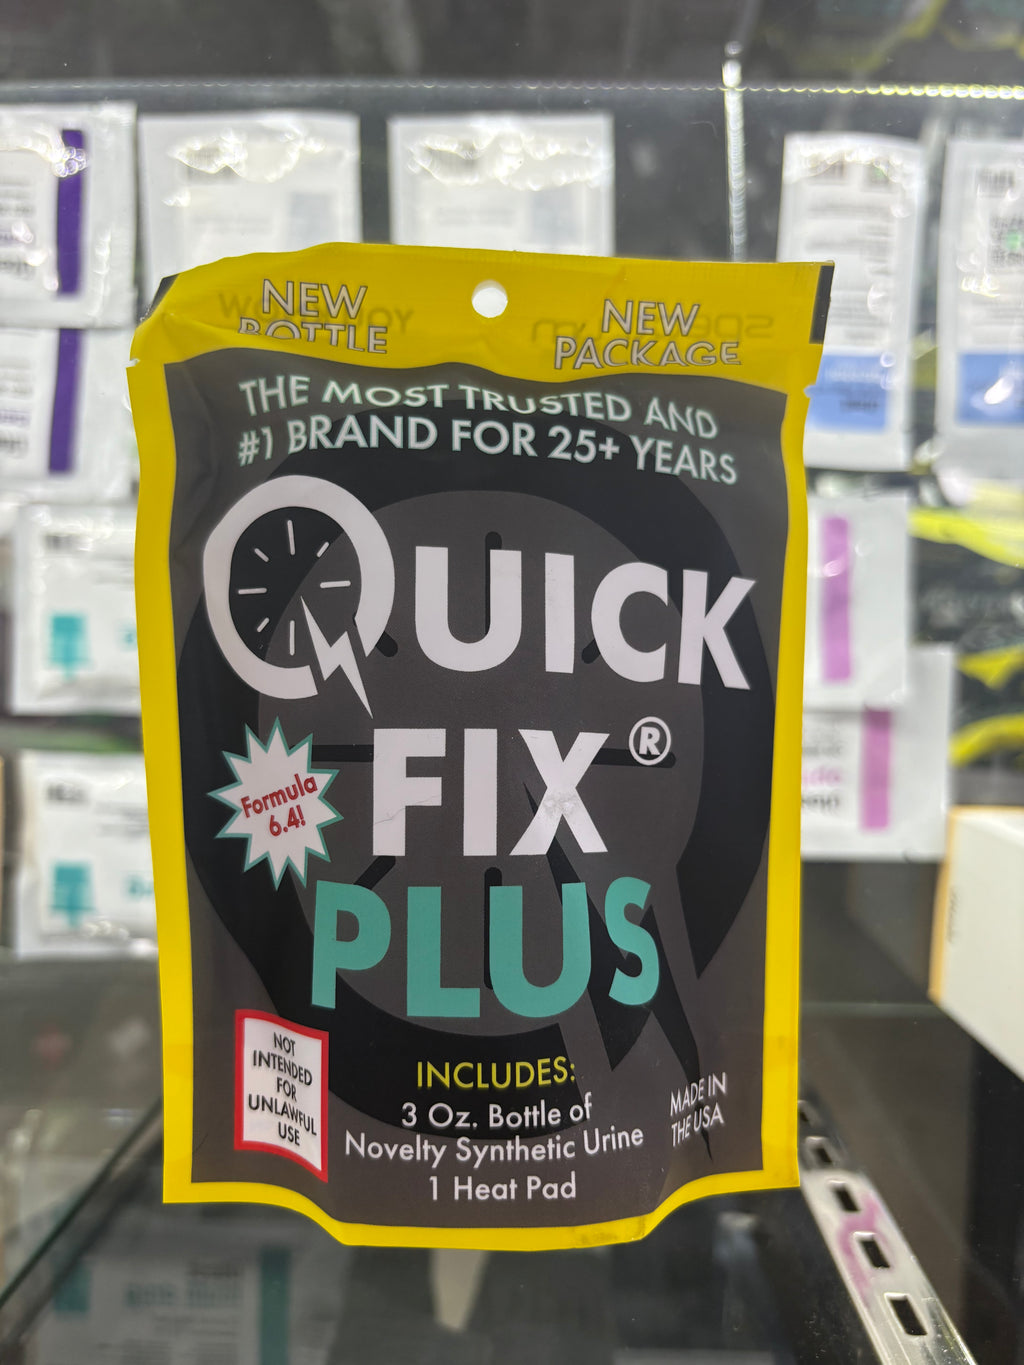 NEW
BOTTLE
NEW
PACKAGE
THE MOST TRUSTED AND
#1 BRAND FOR 25+ YEARS
QUICK
FIX®
Formula
6.4!
PLUS
NOT
INTENDED
FOR
UNLAWFUL
USE
INCLUDES:
3 Oz. Bottle of
Novelty Synthetic Urine
1 Heat Pad
MADE IN
THE USA